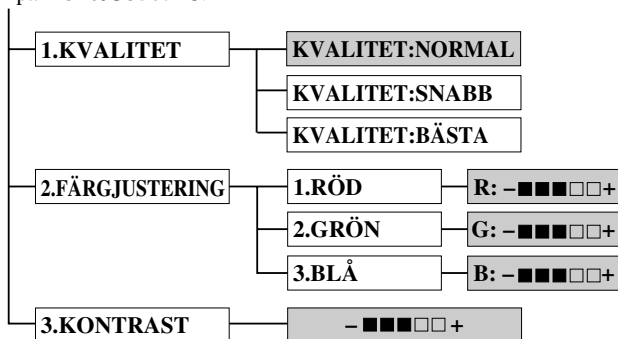 1.KVALITET KVALITET:NORMAL
KVALITET:SNABB
KVALITET:BÄSTA
2.FÄRGJUSTERING 1.RÖD R: –■■■□□+
2.GRÖN G: –■■■□□+
3.BLÅ B: –■■■□□+
3.KONTRAST –■■■□□+